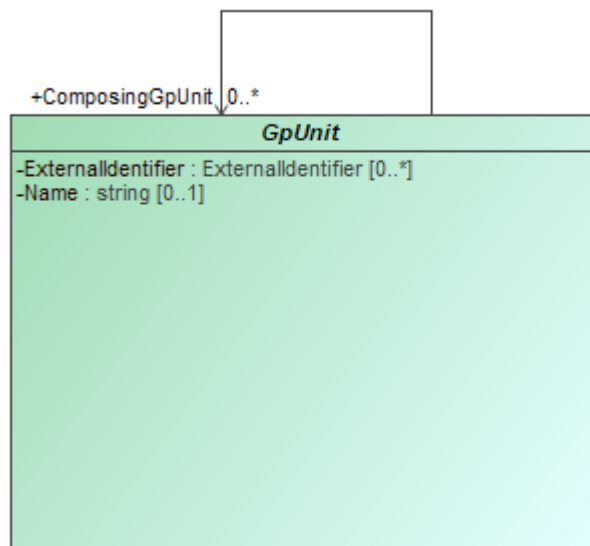 +ComposingGpUnit 0..*
GpUnit
-ExternalIdentifier : ExternalIdentifier [0..*]
-Name : string [0..1]